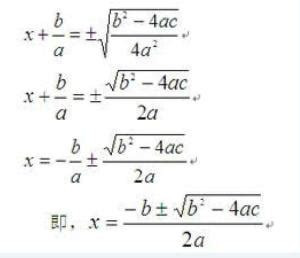 x + b/a = ±√((b² − 4ac)/(4a²))↵
x + b/a = ±√(b² − 4ac)/(2a)↵
x = −b/a ± √(b² − 4ac)/(2a)↵
即，x = (−b ± √(b² − 4ac))/(2a)↵